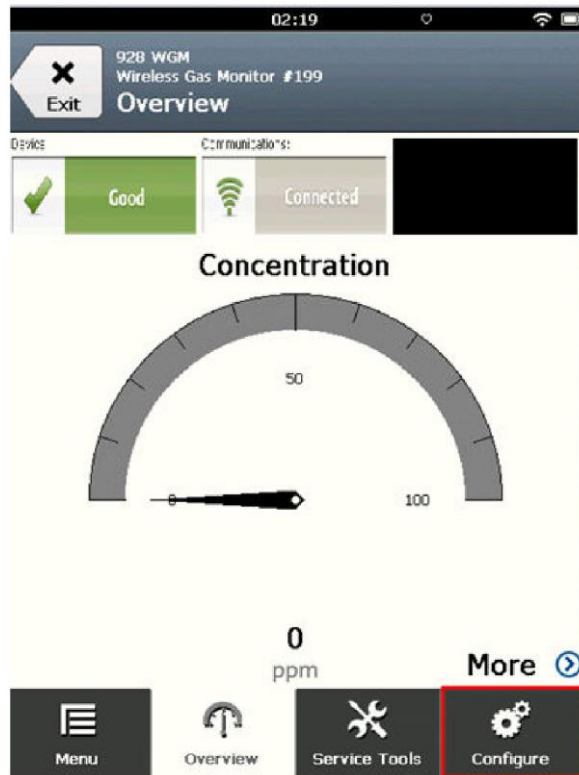 02:19
928 WGM
Wireless Gas Monitor #199
Exit
Overview
Device
Communications:
Good
Connected
Concentration
50
0
100
0
ppm
More
Menu
Overview
Service Tools
Configure